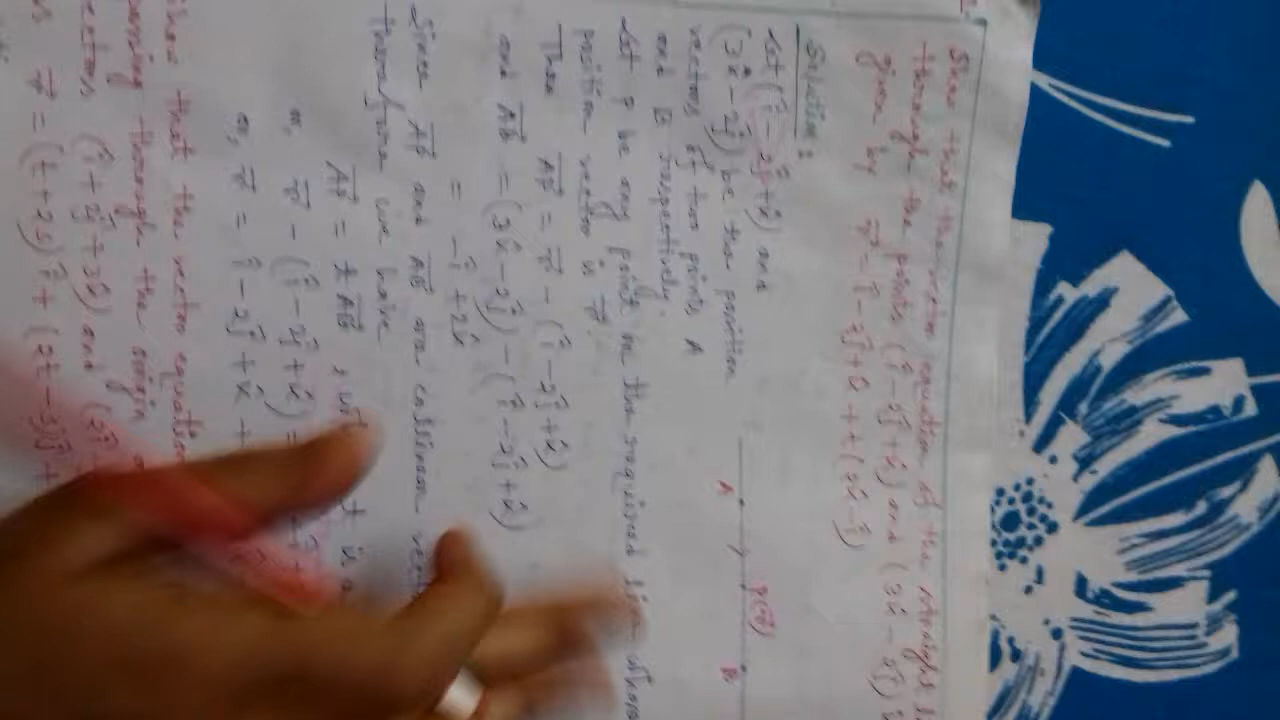 Show that the vector equation of the straight
through the points (î - 2ĵ + k̂) and (3k̂ - 2ĵ)
given by r⃗ = î - 2ĵ + k̂ + t(2k̂ - î)
Solution:
Let (î - 2ĵ + k̂) and
(3k̂ - 2ĵ) be the position
vectors of two points A
and B respectively.
A P(r⃗) B
Let P be any point on the required line whose
position vector is r⃗.
Then AP⃗ = r⃗ - (î - 2ĵ + k̂)
and AB⃗ = (3k̂ - 2ĵ) - (î - 2ĵ + k̂)
= -î + 2k̂
Since AP⃗ and AB⃗ are collinear
therefore we have
AP⃗ = t AB⃗, t is a
or, r⃗ - (î - 2ĵ + k̂) =
or, r⃗ = î - 2ĵ + k̂ +
Show that the vector equation
passing through the origin
vectors (î + 2ĵ + 3k̂) and
r⃗ = (t + 2s)î + (2t - 3s)ĵ +